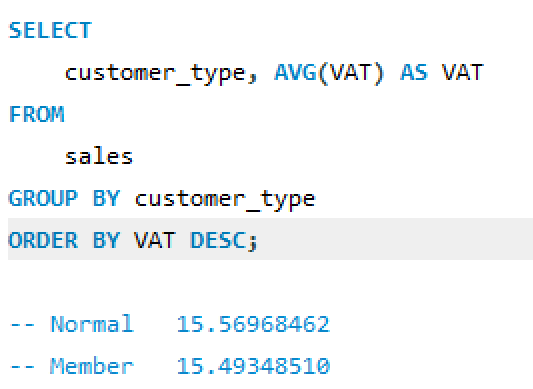 SELECT
    customer_type, AVG(VAT) AS VAT
FROM
    sales
GROUP BY customer_type
ORDER BY VAT DESC;

-- Normal   15.56968462
-- Member   15.49348510